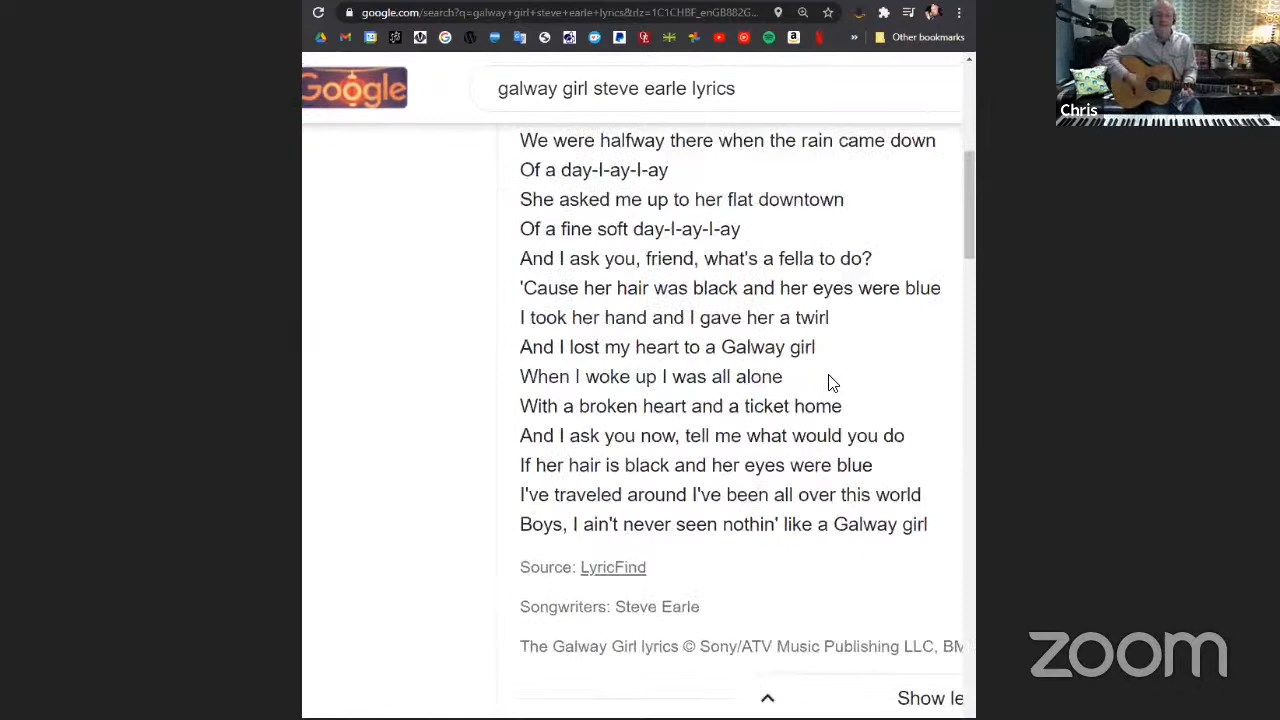 google.com/search?q=galway+girl+steve+earle+lyrics&rlz=1C1CHBF_enGB882G...
Other bookmarks
Google
galway girl steve earle lyrics
We were halfway there when the rain came down
Of a day-I-ay-I-ay
She asked me up to her flat downtown
Of a fine soft day-I-ay-I-ay
And I ask you, friend, what's a fella to do?
'Cause her hair was black and her eyes were blue
I took her hand and I gave her a twirl
And I lost my heart to a Galway girl
When I woke up I was all alone
With a broken heart and a ticket home
And I ask you now, tell me what would you do
If her hair is black and her eyes were blue
I've traveled around I've been all over this world
Boys, I ain't never seen nothin' like a Galway girl
Source: LyricFind
Songwriters: Steve Earle
The Galway Girl lyrics © Sony/ATV Music Publishing LLC, BM
Show le
Chris
zoom